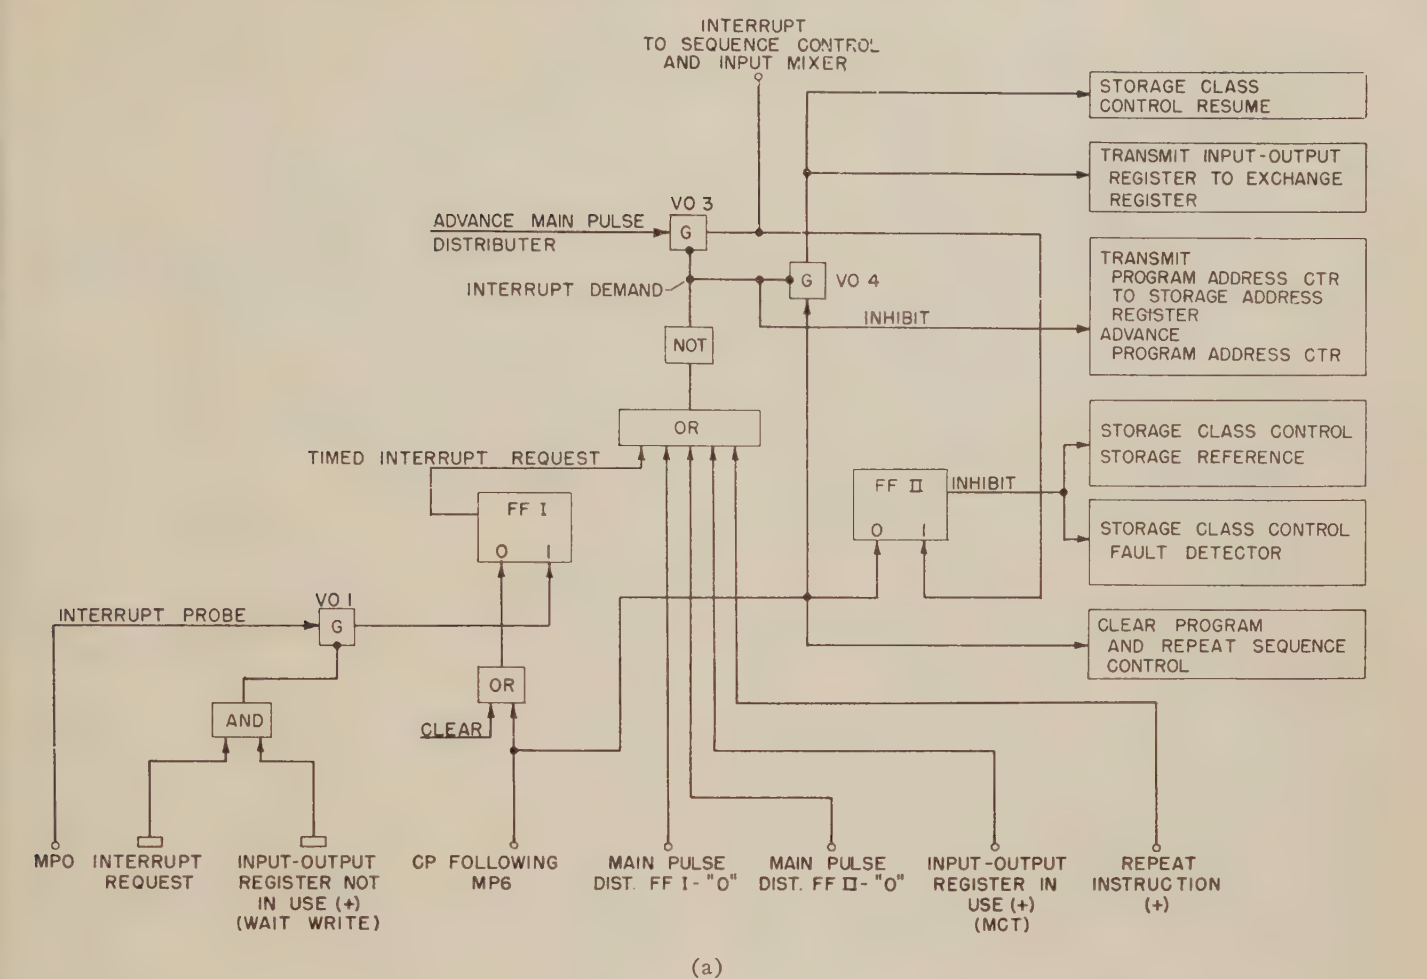 INTERRUPT
TO SEQUENCE CONTROL
AND INPUT MIXER
STORAGE CLASS
CONTROL RESUME
TRANSMIT INPUT-OUTPUT
REGISTER TO EXCHANGE
REGISTER
VO 3
ADVANCE MAIN PULSE
DISTRIBUTER
G
TRANSMIT
PROGRAM ADDRESS CTR
TO STORAGE ADDRESS
REGISTER
ADVANCE
PROGRAM ADDRESS CTR
INTERRUPT DEMAND
G
VO 4
INHIBIT
NOT
OR
STORAGE CLASS CONTROL
STORAGE REFERENCE
TIMED INTERRUPT REQUEST
FF I
0 1
FF II
0 1
INHIBIT
STORAGE CLASS CONTROL
FAULT DETECTOR
VO 1
INTERRUPT PROBE
G
CLEAR PROGRAM
AND REPEAT SEQUENCE
CONTROL
OR
AND
CLEAR
MPO
INTERRUPT
REQUEST
INPUT-OUTPUT
REGISTER NOT
IN USE (+)
(WAIT WRITE)
CP FOLLOWING
MP6
MAIN PULSE
DIST. FF I-"0"
MAIN PULSE
DIST. FF II-"0"
INPUT-OUTPUT
REGISTER IN
USE (+)
(MCT)
REPEAT
INSTRUCTION
(+)
(a)